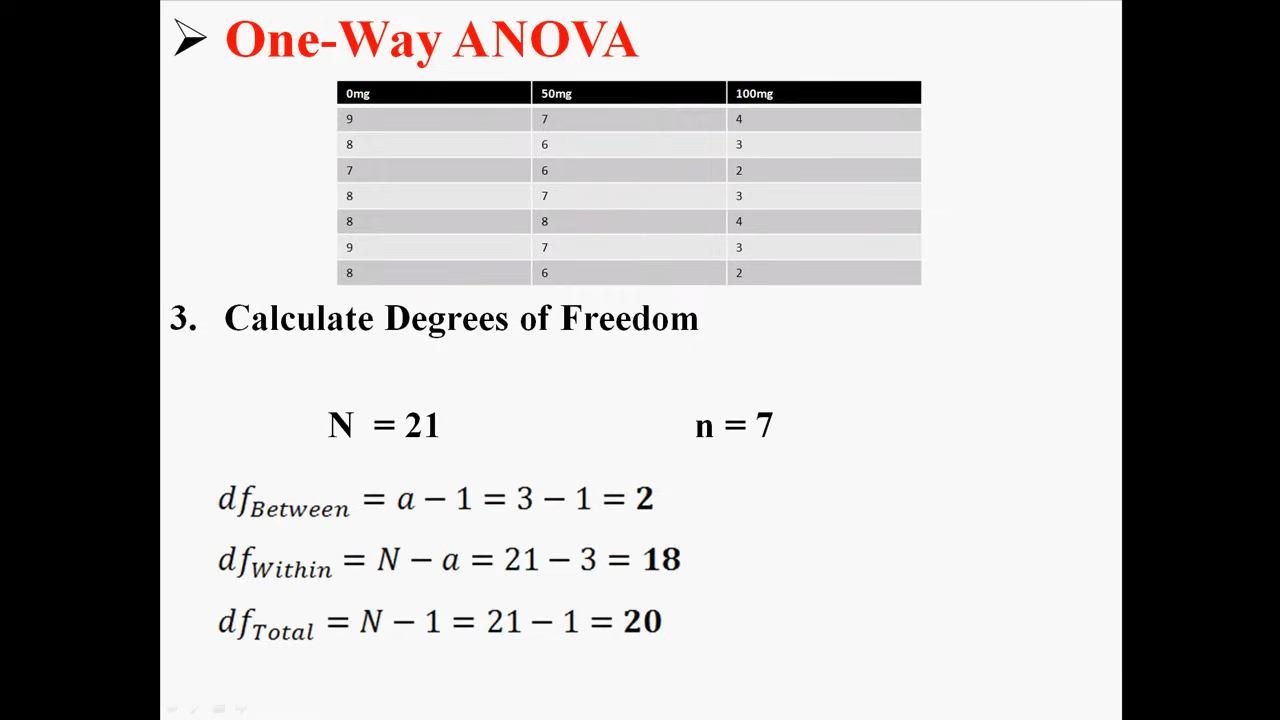 ➢ One-Way ANOVA
0mg 50mg 100mg
9 7 4
8 6 3
7 6 2
8 7 3
8 8 4
9 7 3
8 6 2
3. Calculate Degrees of Freedom
N = 21 n = 7
df_Between = a − 1 = 3 − 1 = 2
df_Within = N − a = 21 − 3 = 18
df_Total = N − 1 = 21 − 1 = 20